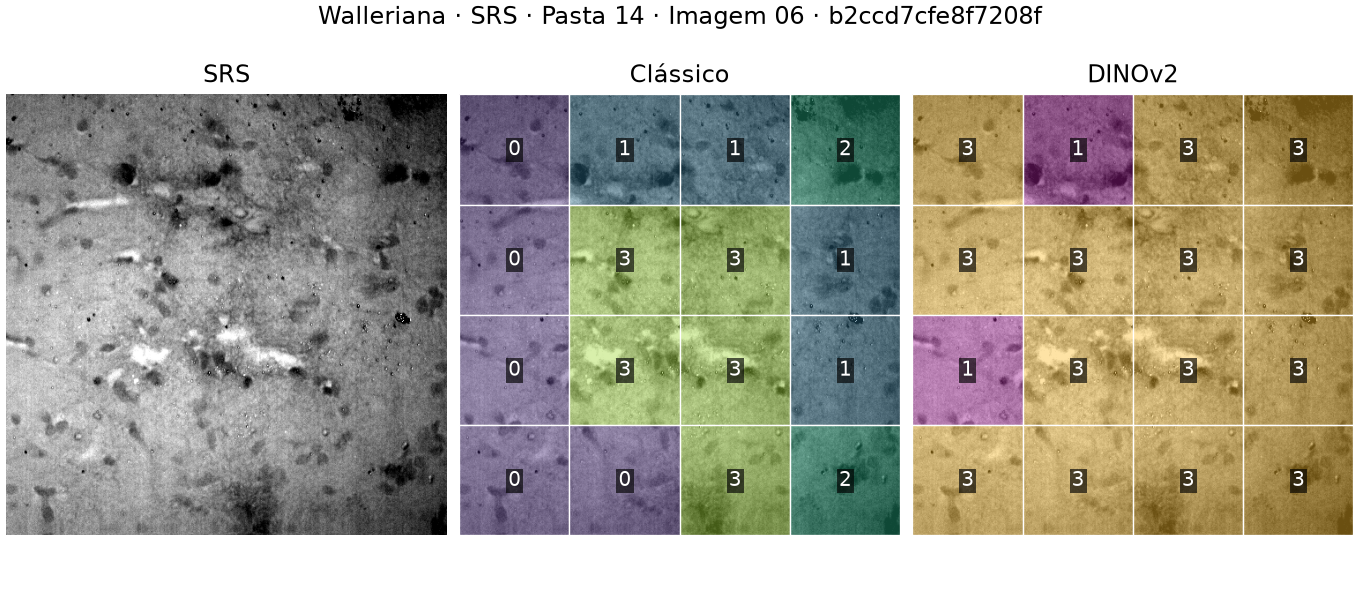 Walleriana · SRS · Pasta 14 · Imagem 06 · b2ccd7cfe8f7208f
SRS
Clássico
DINOv2
0 1 1 2
3 1 3 3
0 3 3 1
3 3 3 3
0 3 3 1
1 3 3 3
0 0 3 2
3 3 3 3